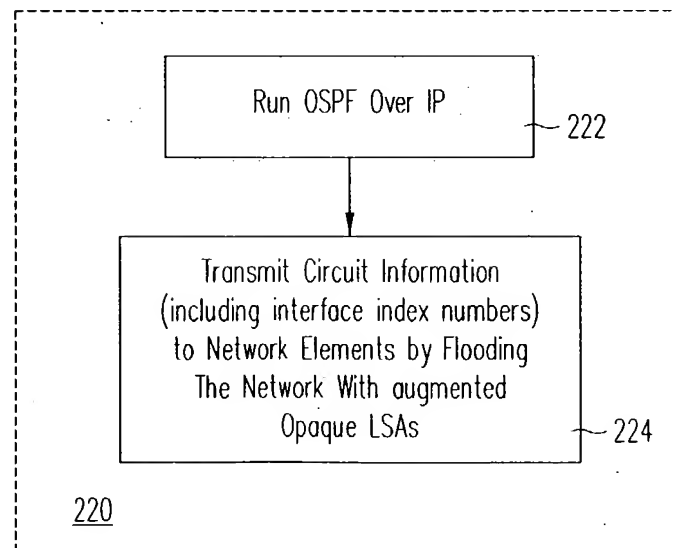 Run OSPF Over IP
222
Transmit Circuit Information
(including interface index numbers)
to Network Elements by Flooding
The Network With augmented
Opaque LSAs
224
220